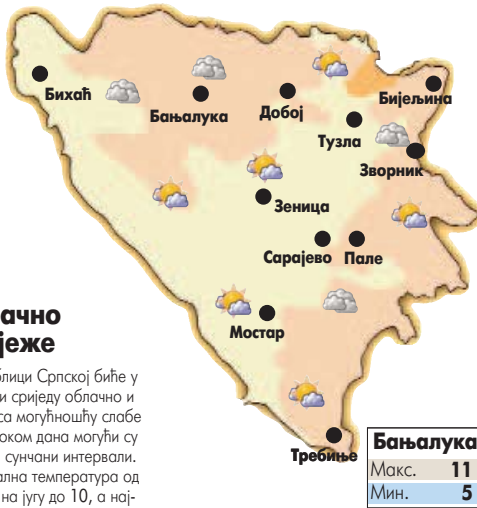 Бихаћ
Бањалука
Добој
Бијељина
Тузла
Зворник
Зеница
Сарајево Пале
Мостар
Требиње
ачно
јеже
лици Српској биће у
и сриједу облачно и
са могућношћу слабе
оком дана могући су
сунчани интервали.
ална температура од
на југу до 10, а нај-
Бањалука
Макс. 11
Мин. 5